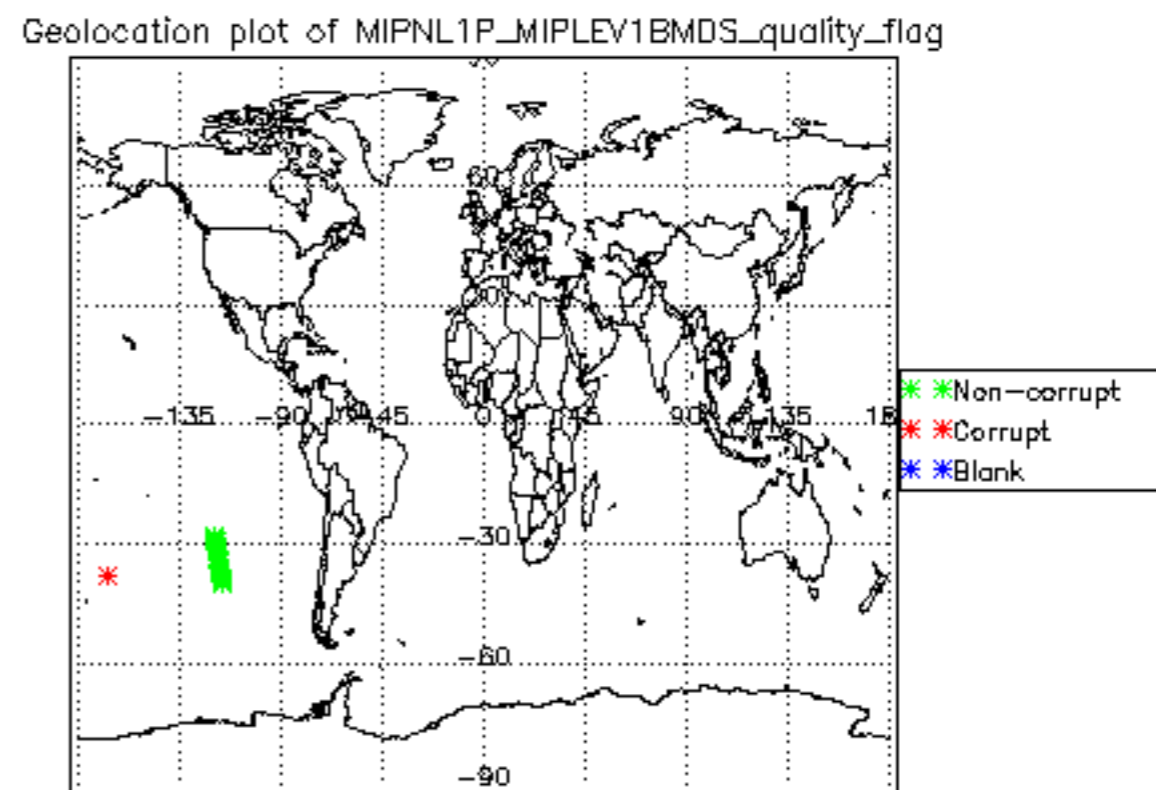 Geolocation plot of MIPNL1P_MIPLEV1BMDS_quality_flag
60
-135 -90 -45 0 45 90 135 18
Non-corrupt
Corrupt
Blank
-30
-60
-90